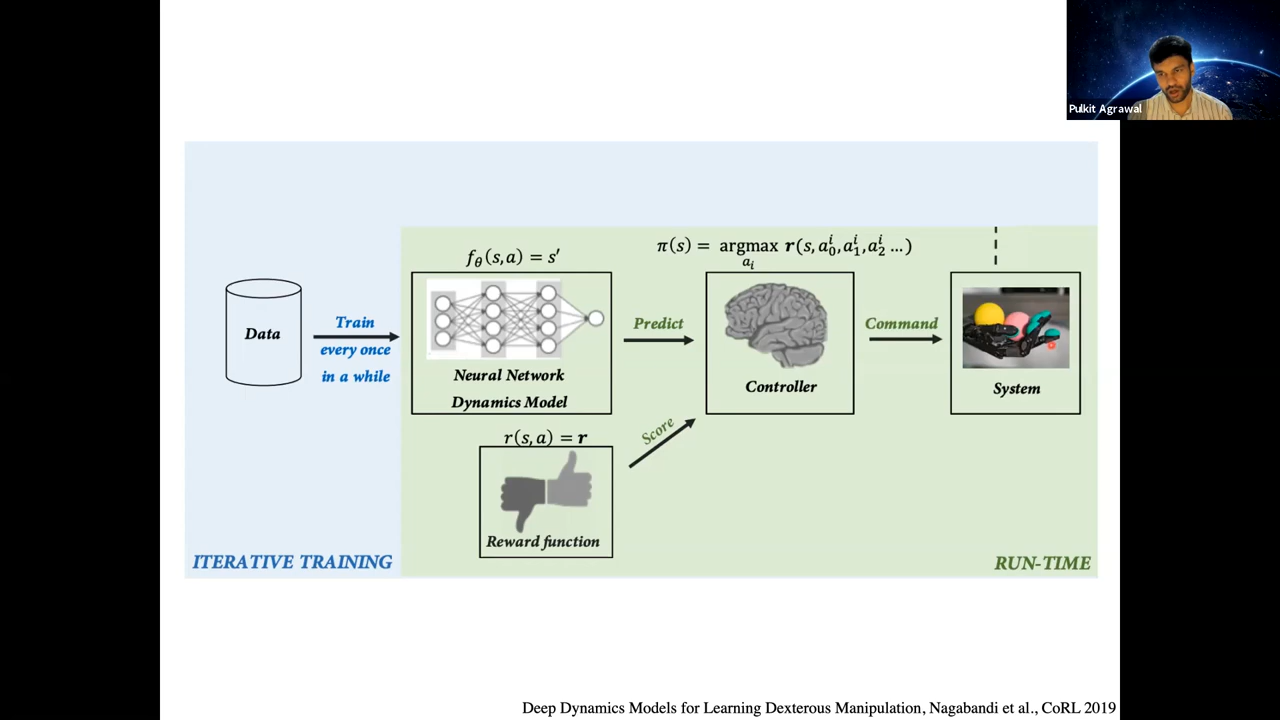 Pulkit Agrawal
f_θ(s,a) = s′
π(s) = argmax r(s, a₀ⁱ, a₁ⁱ, a₂ⁱ …)
aᵢ
Data
Train
every once
in a while
Predict
Command
Neural Network
Dynamics Model
Controller
System
r(s,a) = r
Score
Reward function
ITERATIVE TRAINING
RUN-TIME
Deep Dynamics Models for Learning Dexterous Manipulation, Nagabandi et al., CoRL 2019